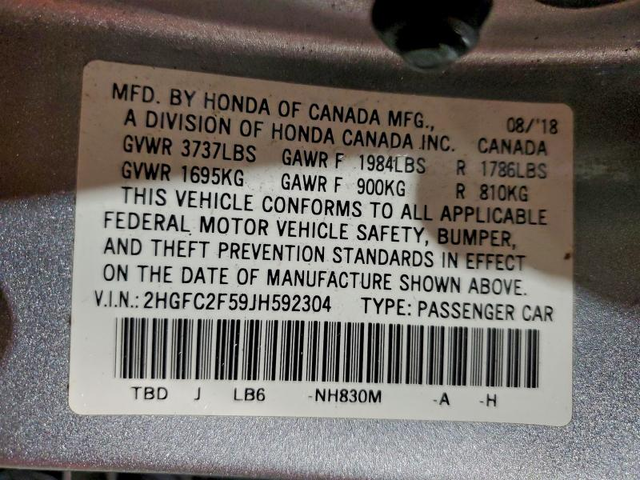 MFD. BY HONDA OF CANADA MFG., 08/'18
A DIVISION OF HONDA CANADA INC. CANADA
GVWR 3737LBS GAWR F 1984LBS R 1786LBS
GVWR 1695KG GAWR F 900KG R 810KG
THIS VEHICLE CONFORMS TO ALL APPLICABLE
FEDERAL MOTOR VEHICLE SAFETY, BUMPER,
AND THEFT PREVENTION STANDARDS IN EFFECT
ON THE DATE OF MANUFACTURE SHOWN ABOVE.
V.I.N.: 2HGFC2F59JH592304 TYPE: PASSENGER CAR
TBD J LB6 -NH830M -A -H